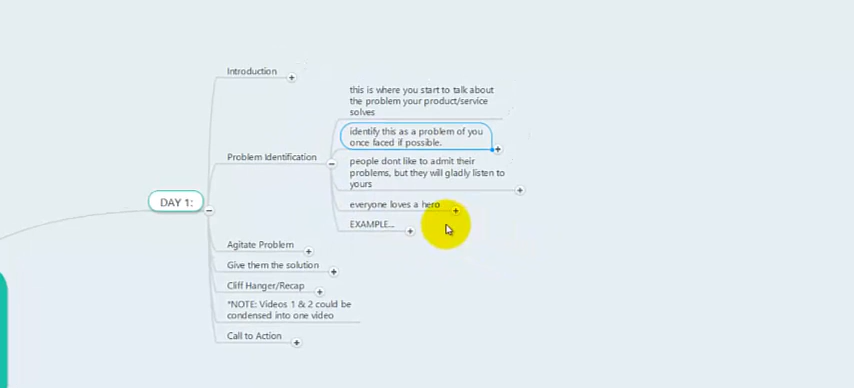 Introduction
this is where you start to talk about
the problem your product/service
solves
identify this as a problem of you
once faced if possible.
Problem Identification
people dont like to admit their
problems, but they will gladly listen to
yours
DAY 1:
everyone loves a hero
EXAMPLE...
Agitate Problem
Give them the solution
Cliff Hanger/Recap
*NOTE: Videos 1 & 2 could be
condensed into one video
Call to Action